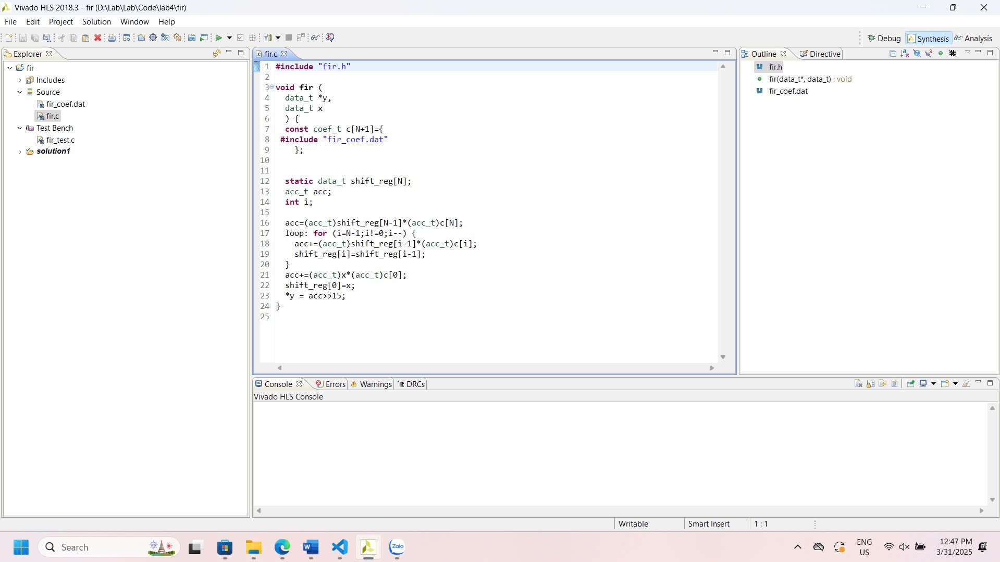 Vivado HLS 2018.3 - fir (D:\Lab\Lab\Code\lab4\fir)
File Edit Project Solution Window Help
Debug Synthesis Analysis
Explorer
fir
Includes
Source
fir_coef.dat
fir.c
Test Bench
fir_test.c
solution1
fir.c
1 #include "fir.h"
2
3 void fir (
4   data_t *y,
5   data_t x
6   ) {
7   const coef_t c[N+1]={
8  #include "fir_coef.dat"
9     };
10
11
12   static data_t shift_reg[N];
13   acc_t acc;
14   int i;
15
16   acc=(acc_t)shift_reg[N-1]*(acc_t)c[N];
17   loop: for (i=N-1;i!=0;i--) {
18     acc+=(acc_t)shift_reg[i-1]*(acc_t)c[i];
19     shift_reg[i]=shift_reg[i-1];
20   }
21   acc+=(acc_t)x*(acc_t)c[0];
22   shift_reg[0]=x;
23   *y = acc>>15;
24 }
25
Outline Directive
fir.h
fir(data_t*, data_t) : void
fir_coef.dat
Console Errors Warnings DRCs
Vivado HLS Console
Writable Smart Insert 1 : 1
Search
Zalo
ENG
US
12:47 PM
3/31/2025